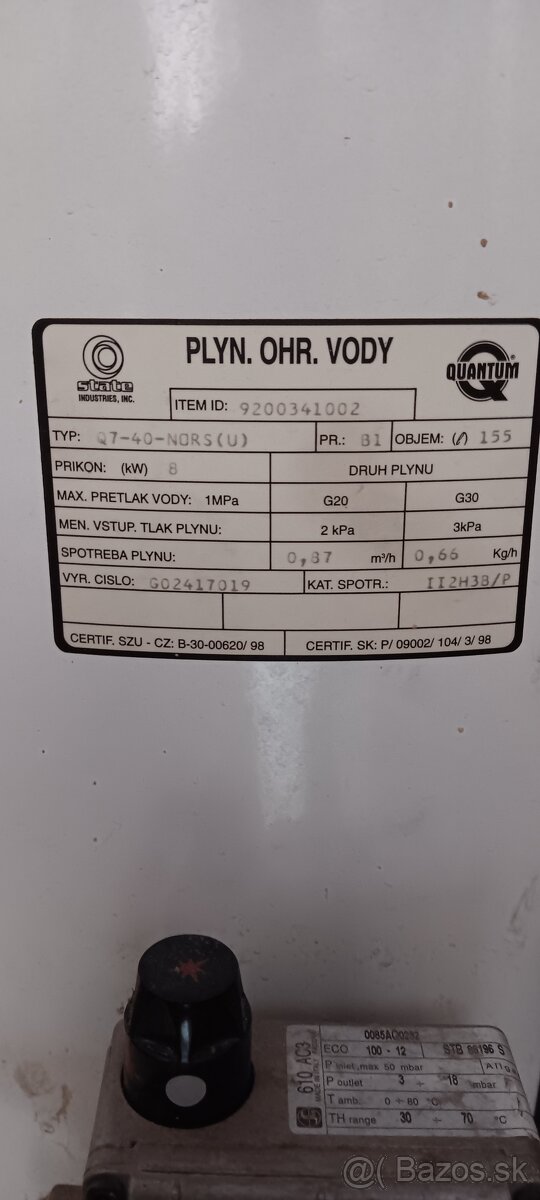 state
INDUSTRIES, INC.
PLYN. OHR. VODY
QUANTUM®
ITEM ID: 9200341002
TYP: Q7-40-NORS(U) PR.: B1 OBJEM: (l) 155
PRIKON: (kW) 8 DRUH PLYNU
MAX. PRETLAK VODY: 1MPa G20 G30
MEN. VSTUP. TLAK PLYNU: 2 kPa 3kPa
SPOTREBA PLYNU: 0,87 m³/h 0,66 Kg/h
VYR. CISLO: G02417019 KAT. SPOTR.: II2H3B/P
CERTIF. SZU - CZ: B-30-00620/ 98 CERTIF. SK: P/ 09002/ 104/ 3/ 98
610 AC3
MADE IN ITALY
ECO 100 - 12
P inlet, max 50 mbar
P outlet 3 ÷ 18 mbar
T amb. 0 ÷ 80 °C
TH range 30 ÷ 70 °C
@ Bazos.sk